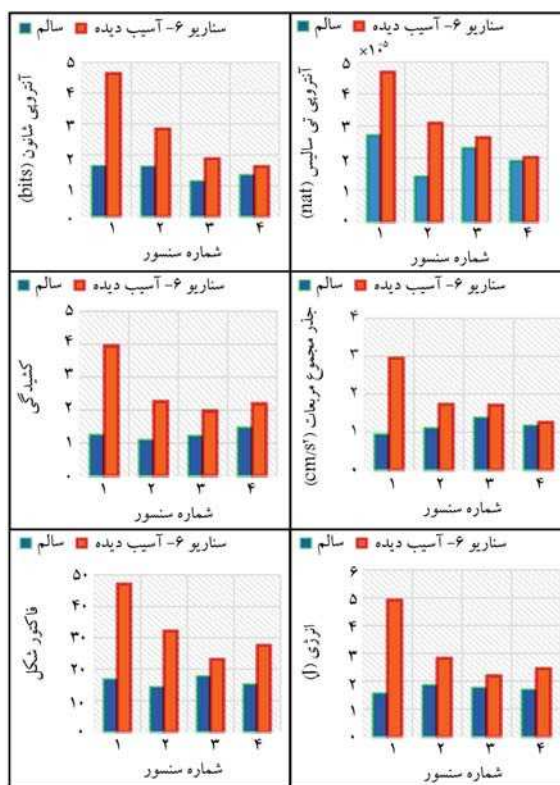 سناریو ۶- آسیب دیده سالم
×۱۰⁻⁵
آنتروپی تی سالیس (nat)
۵
۴
۳
۲
۱
۰
۱ ۲ ۳ ۴
شماره سنسور
سناریو ۶- آسیب دیده سالم
آنتروپی شانون (bits)
۵
۴
۳
۲
۱
۰
۱ ۲ ۳ ۴
شماره سنسور
سناریو ۶- آسیب دیده سالم
جذر مجموع مربعات (cm/s²)
۴
۳
۲
۱
۰
۱ ۲ ۳ ۴
شماره سنسور
سناریو ۶- آسیب دیده سالم
کشیدگی
۵
۴
۳
۲
۱
۰
۱ ۲ ۳ ۴
شماره سنسور
سناریو ۶- آسیب دیده سالم
انرژی (J)
۶
۵
۴
۳
۲
۱
۰
۱ ۲ ۳ ۴
شماره سنسور
سناریو ۶- آسیب دیده سالم
فاکتور شکل
۵۰
۴۰
۳۰
۲۰
۱۰
۰
۱ ۲ ۳ ۴
شماره سنسور